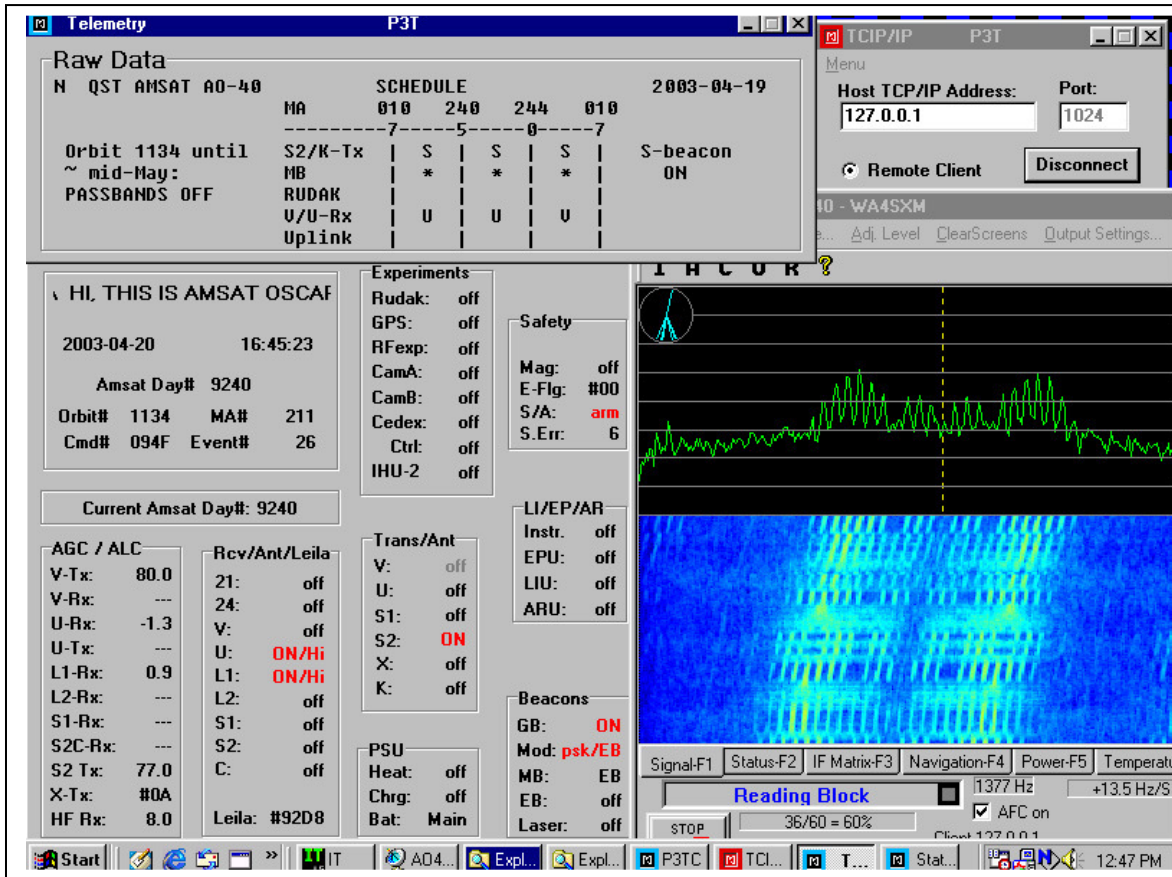 Telemetry P3T
Raw Data
N QST AMSAT AO-40 SCHEDULE 2003-04-19
MA 010 240 244 010
---------7-----5-----0-----7
Orbit 1134 until S2/K-Tx | S | S | S | S-beacon
~ mid-May: MB | * | * | * | ON
PASSBANDS OFF RUDAK | | | |
V/U-Rx | U | U | V |
Uplink | | | |
TCIP/IP P3T
Menu
Host TCP/IP Address: Port:
127.0.0.1 1024
Remote Client Disconnect
40 - WA4SXM
e... Adj. Level ClearScreens Output Settings...
HI, THIS IS AMSAT OSCAR
2003-04-20 16:45:23
Amsat Day# 9240
Orbit# 1134 MA# 211
Cmd# 094F Event# 26
Current Amsat Day#: 9240
AGC / ALC
V-Tx: 80.0
V-Rx: ---
U-Rx: -1.3
U-Tx: ---
L1-Rx: 0.9
L2-Rx: ---
S1-Rx: ---
S2C-Rx: ---
S2 Tx: 77.0
X-Tx: #0A
HF Rx: 8.0
Rcv/Ant/Leila
21: off
24: off
V: off
U: ON/Hi
L1: ON/Hi
L2: off
S1: off
S2: off
C: off
Leila: #92D8
Experiments
Rudak: off
GPS: off
RFexp: off
CamA: off
CamB: off
Cedex: off
Ctrl: off
IHU-2 off
Trans/Ant
V: off
U: off
S1: off
S2: ON
X: off
K: off
PSU
Heat: off
Chrg: off
Bat: Main
Safety
Mag: off
E-Flg: #00
S/A: arm
S.Err: 6
LI/EP/AR
Instr. off
EPU: off
LIU: off
ARU: off
Beacons
GB: ON
Mod: psk/EB
MB: EB
EB: off
Laser: off
I A C U R ?
Signal-F1 Status-F2 IF Matrix-F3 Navigation-F4 Power-F5 Temperatu
Reading Block 1377 Hz +13.5 Hz/S
AFC on
STOP 36/60 = 60%
Client 127.0.0.1
Start » IT AO4... Expl... Expl... P3TC TCI... T... Stat... 12:47 PM